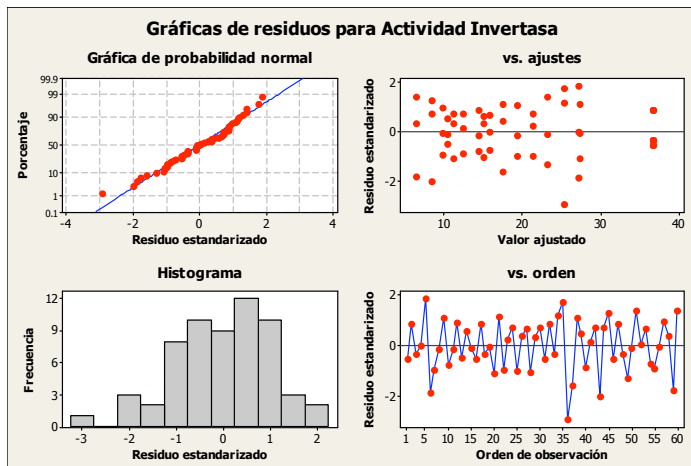 Gráficas de residuos para Actividad Invertasa
Gráfica de probabilidad normal
Porcentaje
99.9
99
90
50
10
1
0.1
-4 -2 0 2 4
Residuo estandarizado
vs. ajustes
Residuo estandarizado
2
0
-2
10 20 30 40
Valor ajustado
Histograma
Frecuencia
12
9
6
3
0
-3 -2 -1 0 1 2
Residuo estandarizado
vs. orden
Residuo estandarizado
2
0
-2
1 5 10 15 20 25 30 35 40 45 50 55 60
Orden de observación